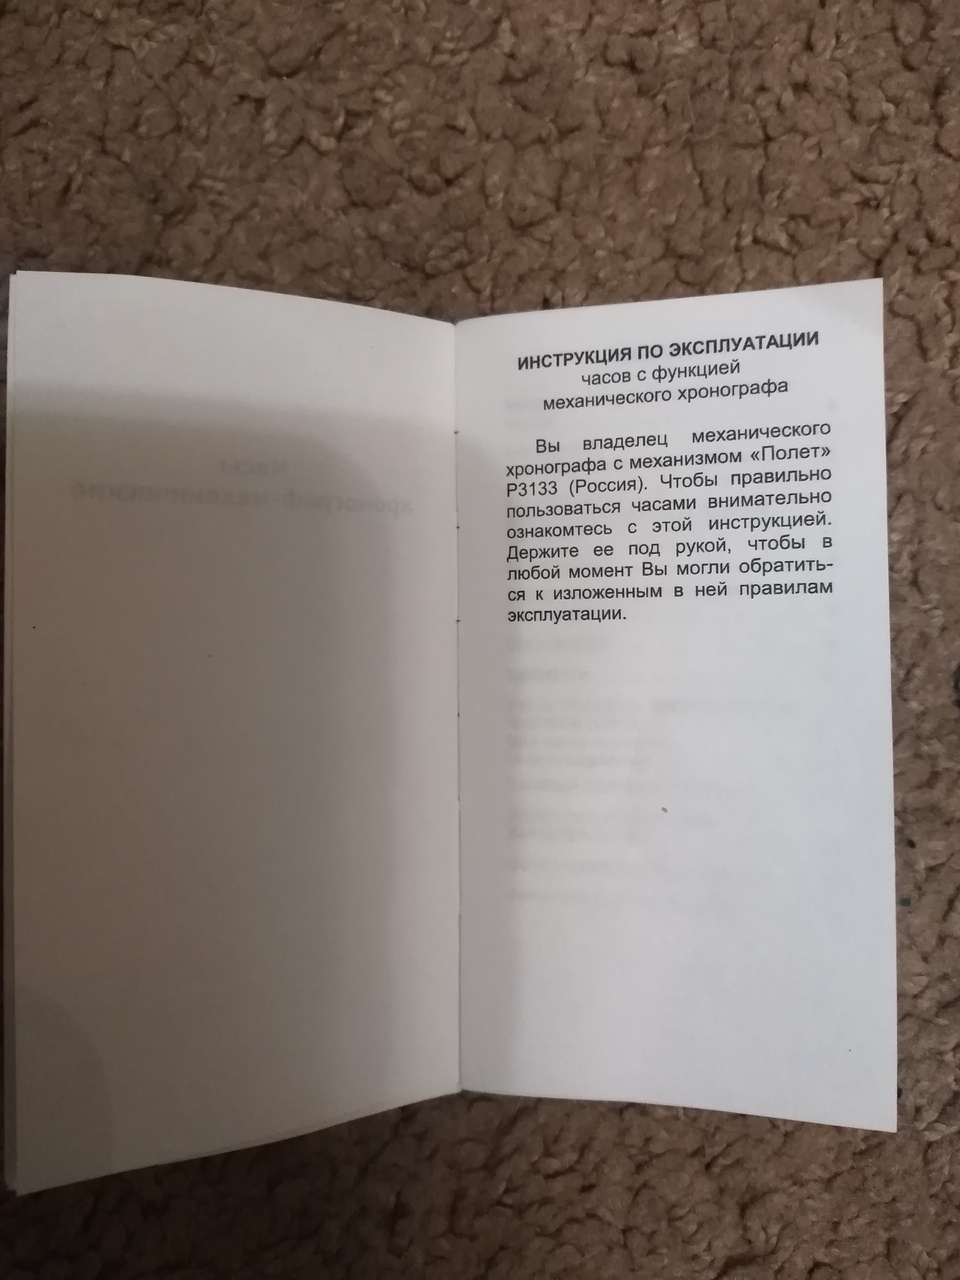 ИНСТРУКЦИЯ ПО ЭКСПЛУАТАЦИИ
часов с функцией
механического хронографа
Вы владелец механического
хронографа с механизмом «Полет»
Р3133 (Россия). Чтобы правильно
пользоваться часами внимательно
ознакомтесь с этой инструкцией.
Держите ее под рукой, чтобы в
любой момент Вы могли обратить-
ся к изложенным в ней правилам
эксплуатации.